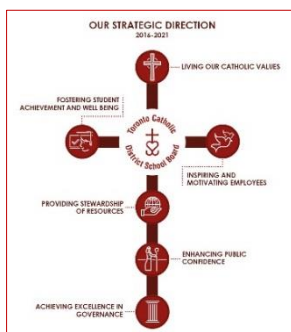 OUR STRATEGIC DIRECTION
2016-2021
LIVING OUR CATHOLIC VALUES
FOSTERING STUDENT
ACHIEVEMENT AND WELL BEING
Toronto Catholic
District School Board
INSPIRING AND
MOTIVATING EMPLOYEES
PROVIDING STEWARDSHIP
OF RESOURCES
ENHANCING PUBLIC
CONFIDENCE
ACHIEVING EXCELLENCE IN
GOVERNANCE